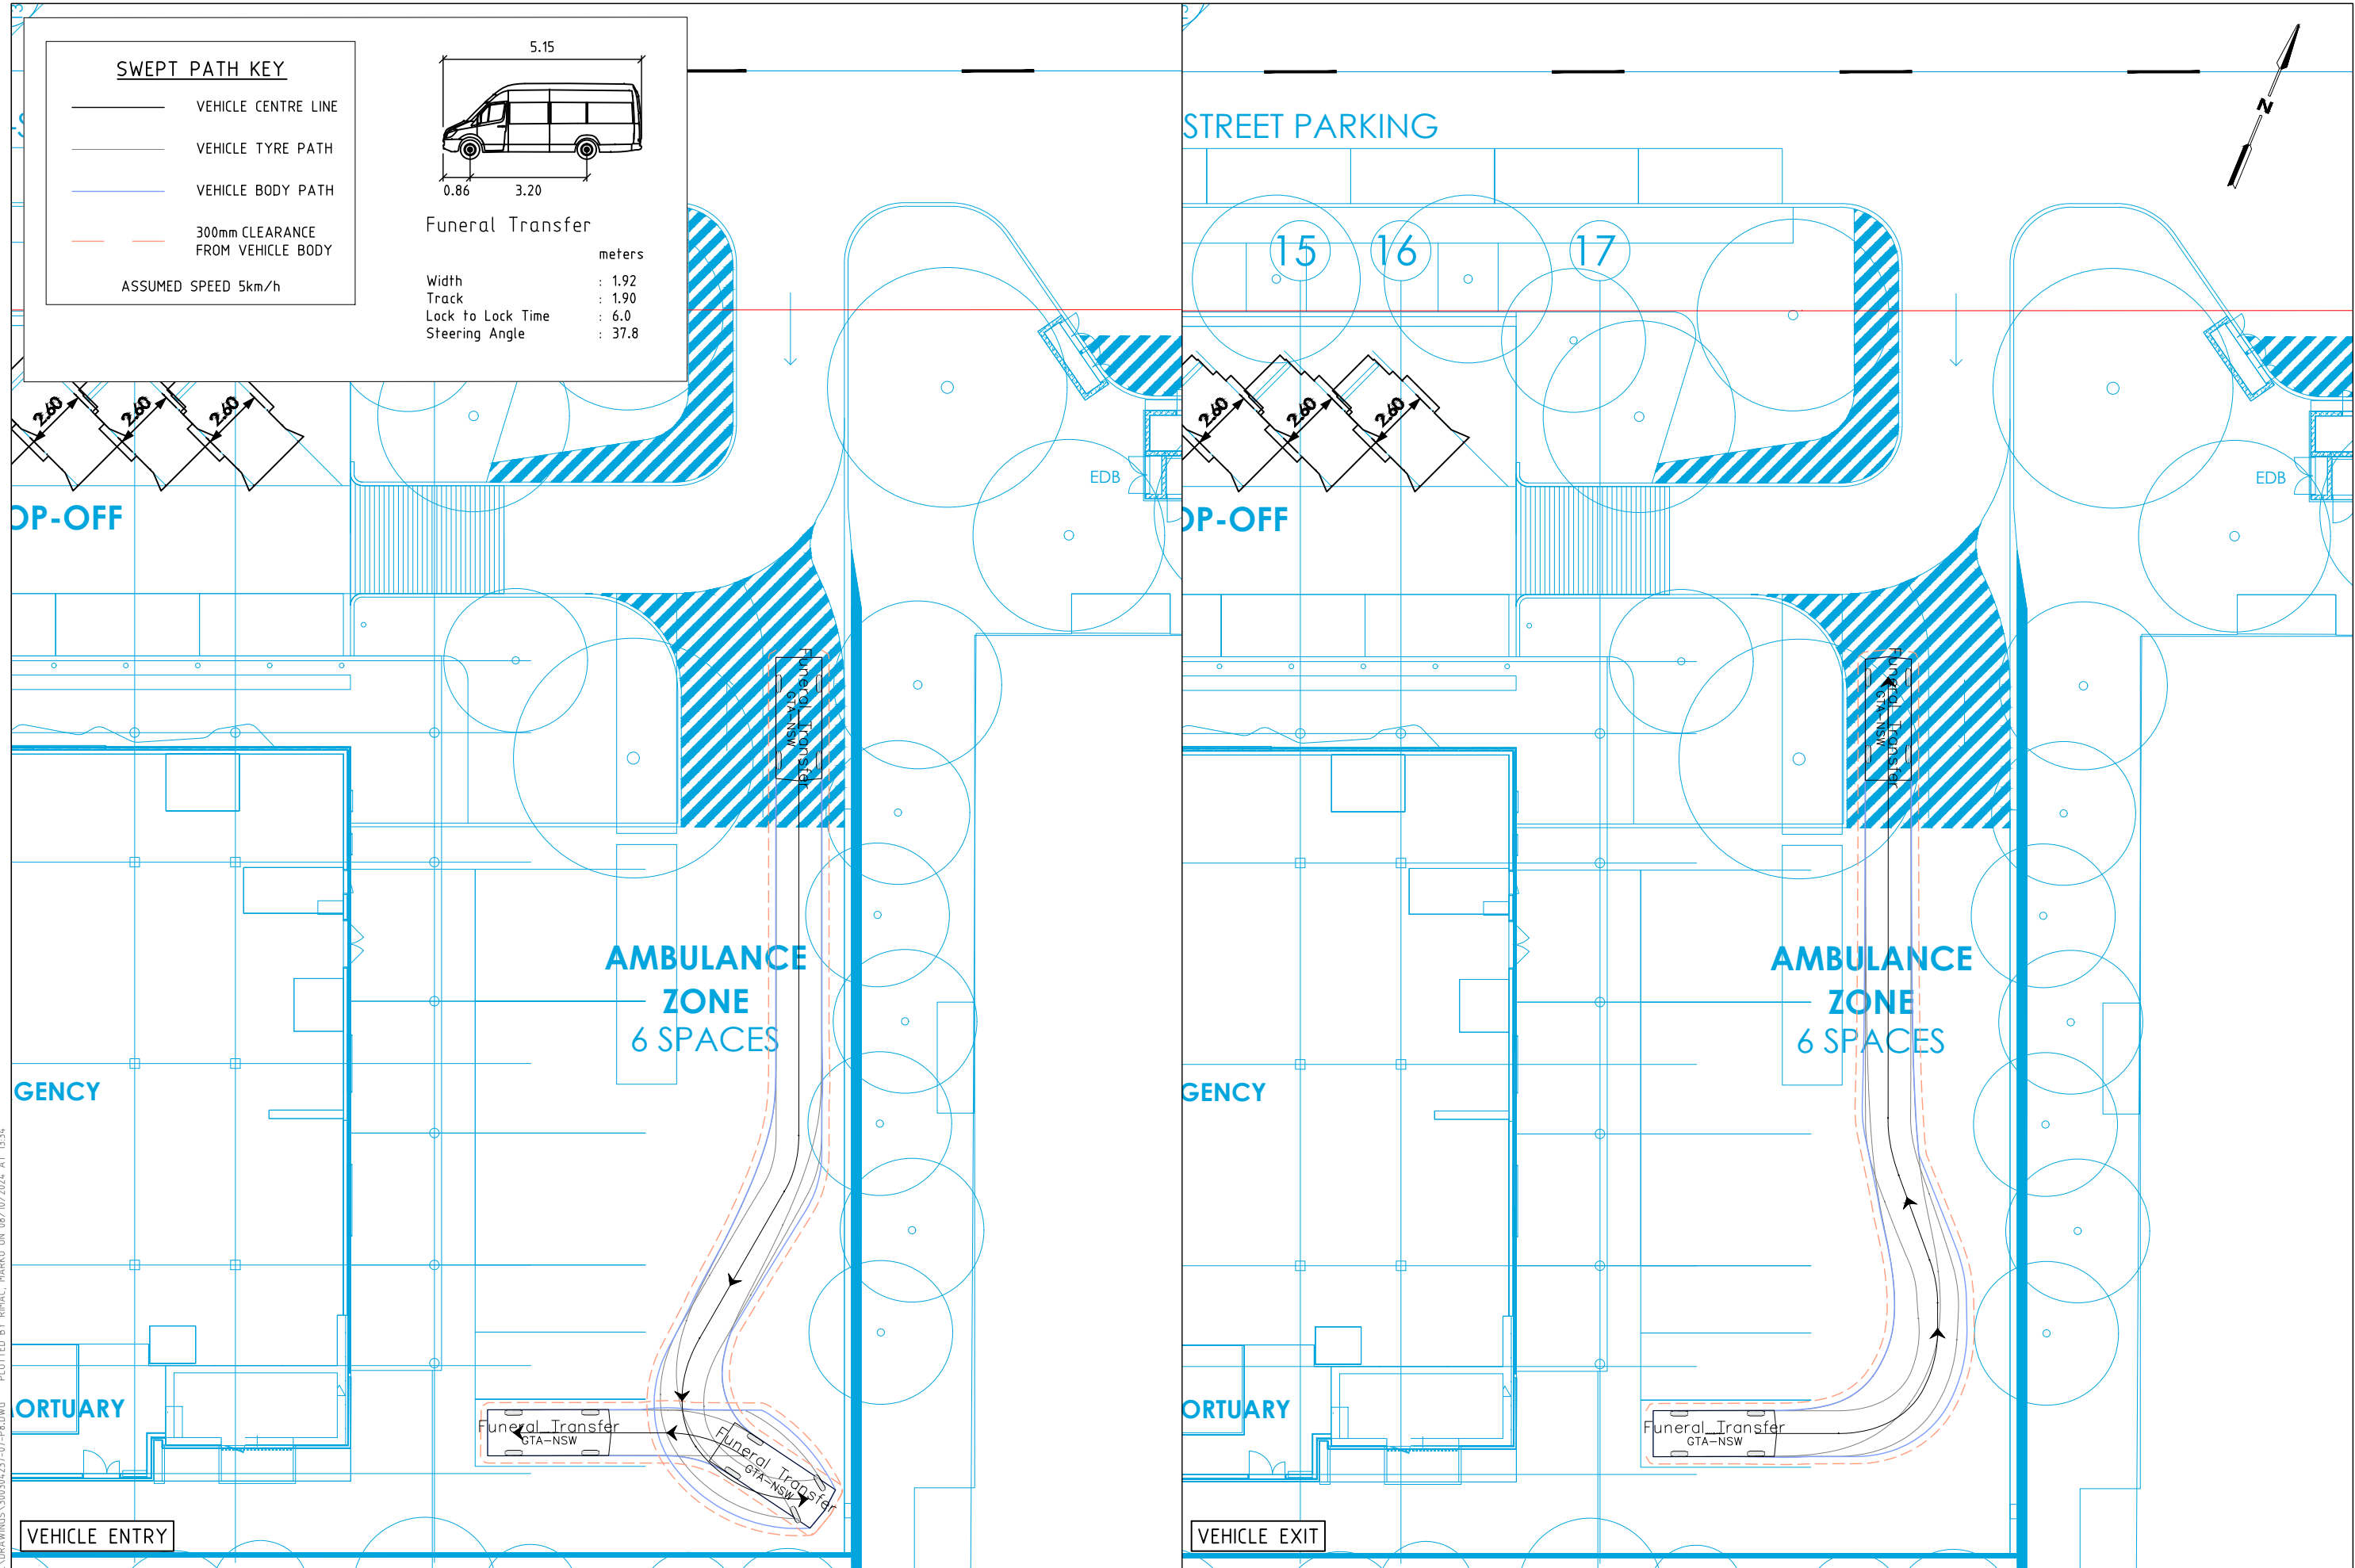 SWEPT PATH KEY
VEHICLE CENTRE LINE
VEHICLE TYRE PATH
VEHICLE BODY PATH
300mm CLEARANCE
FROM VEHICLE BODY
ASSUMED SPEED 5km/h
5.15
0.86
3.20
Funeral Transfer
meters
Width : 1.92
Track : 1.90
Lock to Lock Time : 6.0
Steering Angle : 37.8
2.60
2.60
2.60
OP-OFF
EDB
Funeral Transfer
GTA-NSW
AMBULANCE
ZONE
6 SPACES
GENCY
ORTUARY
Funeral Transfer
GTA-NSW
Funeral Transfer
GTA-NSW
VEHICLE ENTRY
STREET PARKING
N
15
16
17
2.60
2.60
2.60
OP-OFF
EDB
Funeral Transfer
GTA-NSW
AMBULANCE
ZONE
6 SPACES
GENCY
ORTUARY
Funeral Transfer
GTA-NSW
VEHICLE EXIT